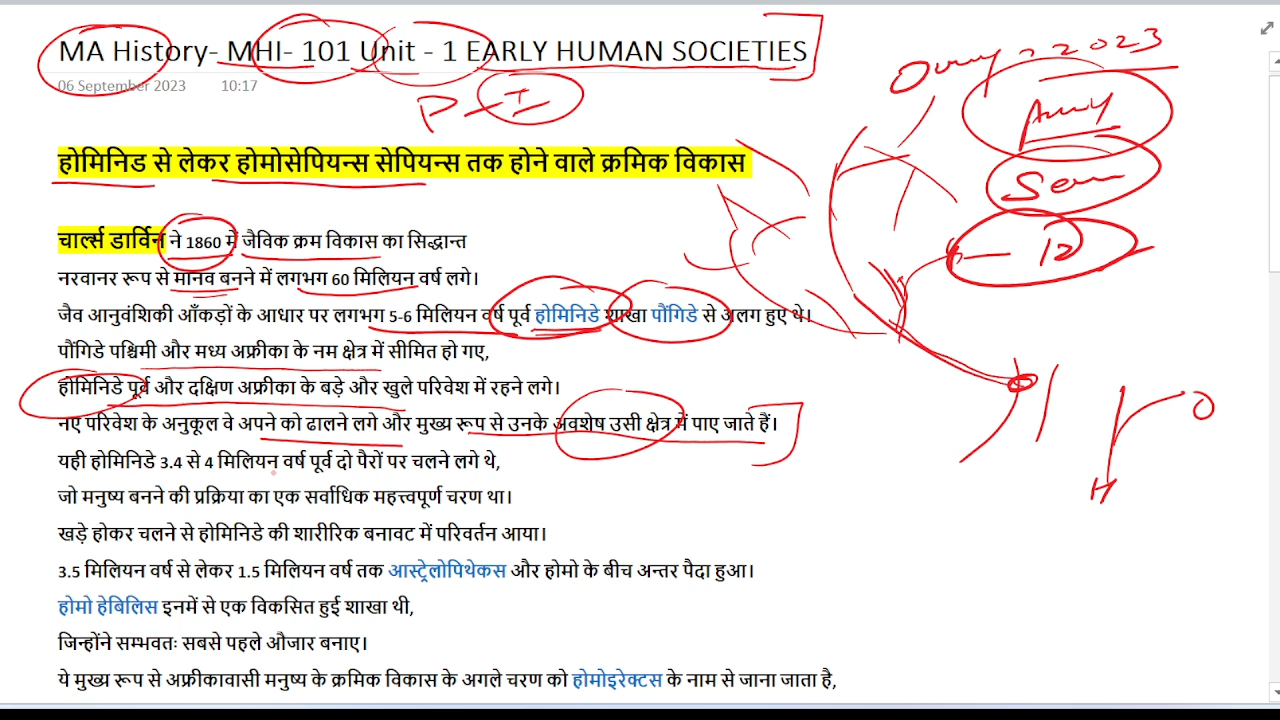 MA History- MHI- 101 Unit - 1 EARLY HUMAN SOCIETIES
06 September 2023 10:17
2023
P - I
होमिनिड से लेकर होमोसेपियन्स सेपियन्स तक होने वाले क्रमिक विकास
चार्ल्स डार्विन ने 1860 में जैविक क्रम विकास का सिद्धान्त
नरवानर रूप से मानव बनने में लगभग 60 मिलियन वर्ष लगे।
जैव आनुवंशिकी आँकड़ों के आधार पर लगभग 5-6 मिलियन वर्ष पूर्व होमिनिडे शाखा पौंगिडे से अलग हुए थे।
पौंगिडे पश्चिमी और मध्य अफ्रीका के नम क्षेत्र में सीमित हो गए,
होमिनिडे पूर्व और दक्षिण अफ्रीका के बड़े और खुले परिवेश में रहने लगे।
नए परिवेश के अनुकूल वे अपने को ढालने लगे और मुख्य रूप से उनके अवशेष उसी क्षेत्र में पाए जाते हैं।
यही होमिनिडे 3.4 से 4 मिलियन वर्ष पूर्व दो पैरों पर चलने लगे थे,
जो मनुष्य बनने की प्रक्रिया का एक सर्वाधिक महत्त्वपूर्ण चरण था।
खड़े होकर चलने से होमिनिडे की शारीरिक बनावट में परिवर्तन आया।
3.5 मिलियन वर्ष से लेकर 1.5 मिलियन वर्ष तक आस्ट्रेलोपिथेकस और होमो के बीच अन्तर पैदा हुआ।
होमो हेबिलिस इनमें से एक विकसित हुई शाखा थी,
जिन्होंने सम्भवतः सबसे पहले औजार बनाए।
ये मुख्य रूप से अफ्रीकावासी मनुष्य के क्रमिक विकास के अगले चरण को होमोइरेक्टस के नाम से जाना जाता है,